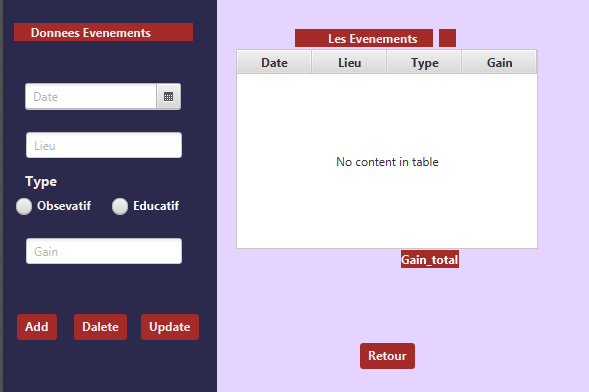 Donnees Evenements
Date
Lieu
Type
Obsevatif Educatif
Gain
Add Dalete Update
Les Evenements
Date Lieu Type Gain
No content in table
Gain_total
Retour